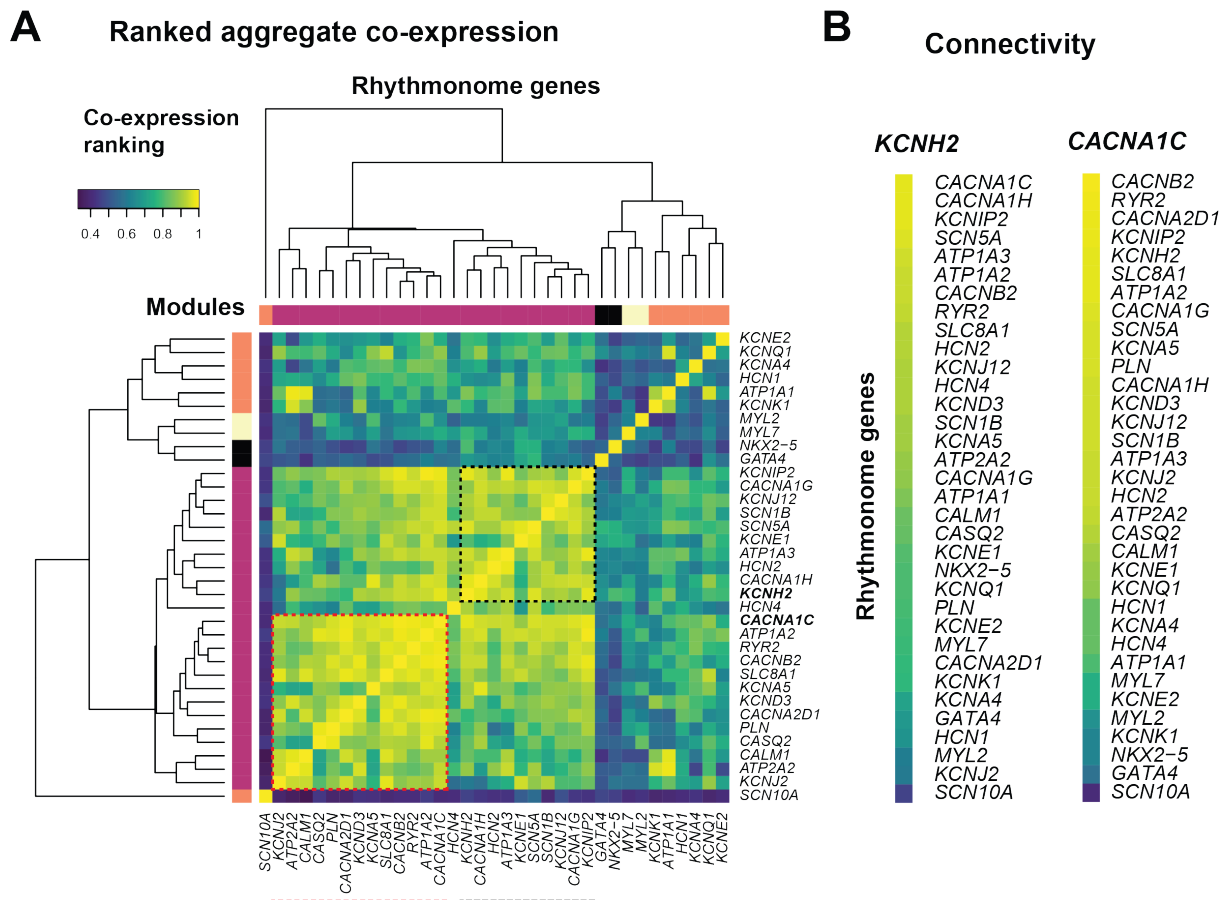 A
Ranked aggregate co-expression
Rhythmonome genes
Co-expression
ranking
0.4 0.6 0.8 1
Modules
KCNE2
KCNQ1
KCNA4
HCN1
ATP1A1
KCNK1
MYL2
MYL7
NKX2−5
GATA4
KCNIP2
CACNA1G
KCNJ12
SCN1B
SCN5A
KCNE1
ATP1A3
HCN2
CACNA1H
KCNH2
HCN4
CACNA1C
ATP1A2
RYR2
CACNB2
SLC8A1
KCNA5
KCND3
CACNA2D1
PLN
CASQ2
CALM1
ATP2A2
KCNJ2
SCN10A
SCN10A
KCNJ2
ATP2A2
CALM1
CASQ2
PLN
CACNA2D1
KCND3
KCNA5
SLC8A1
CACNB2
RYR2
ATP1A2
CACNA1C
HCN4
KCNH2
CACNA1H
HCN2
ATP1A3
KCNE1
SCN5A
SCN1B
KCNJ12
CACNA1G
KCNIP2
GATA4
NKX2−5
MYL7
MYL2
KCNK1
ATP1A1
HCN1
KCNA4
KCNQ1
KCNE2
B
Connectivity
Rhythmonome genes
KCNH2
CACNA1C
CACNA1H
KCNIP2
SCN5A
ATP1A3
ATP1A2
CACNB2
RYR2
SLC8A1
HCN2
KCNJ12
HCN4
KCND3
SCN1B
KCNA5
ATP2A2
CACNA1G
ATP1A1
CALM1
CASQ2
KCNE1
NKX2−5
KCNQ1
PLN
KCNE2
MYL7
CACNA2D1
KCNK1
KCNA4
GATA4
HCN1
MYL2
KCNJ2
SCN10A
CACNA1C
CACNB2
RYR2
CACNA2D1
KCNIP2
KCNH2
SLC8A1
ATP1A2
CACNA1G
SCN5A
KCNA5
PLN
CACNA1H
KCND3
KCNJ12
SCN1B
ATP1A3
KCNJ2
HCN2
ATP2A2
CASQ2
CALM1
KCNE1
KCNQ1
HCN1
KCNA4
HCN4
ATP1A1
MYL7
KCNE2
MYL2
KCNK1
NKX2−5
GATA4
SCN10A